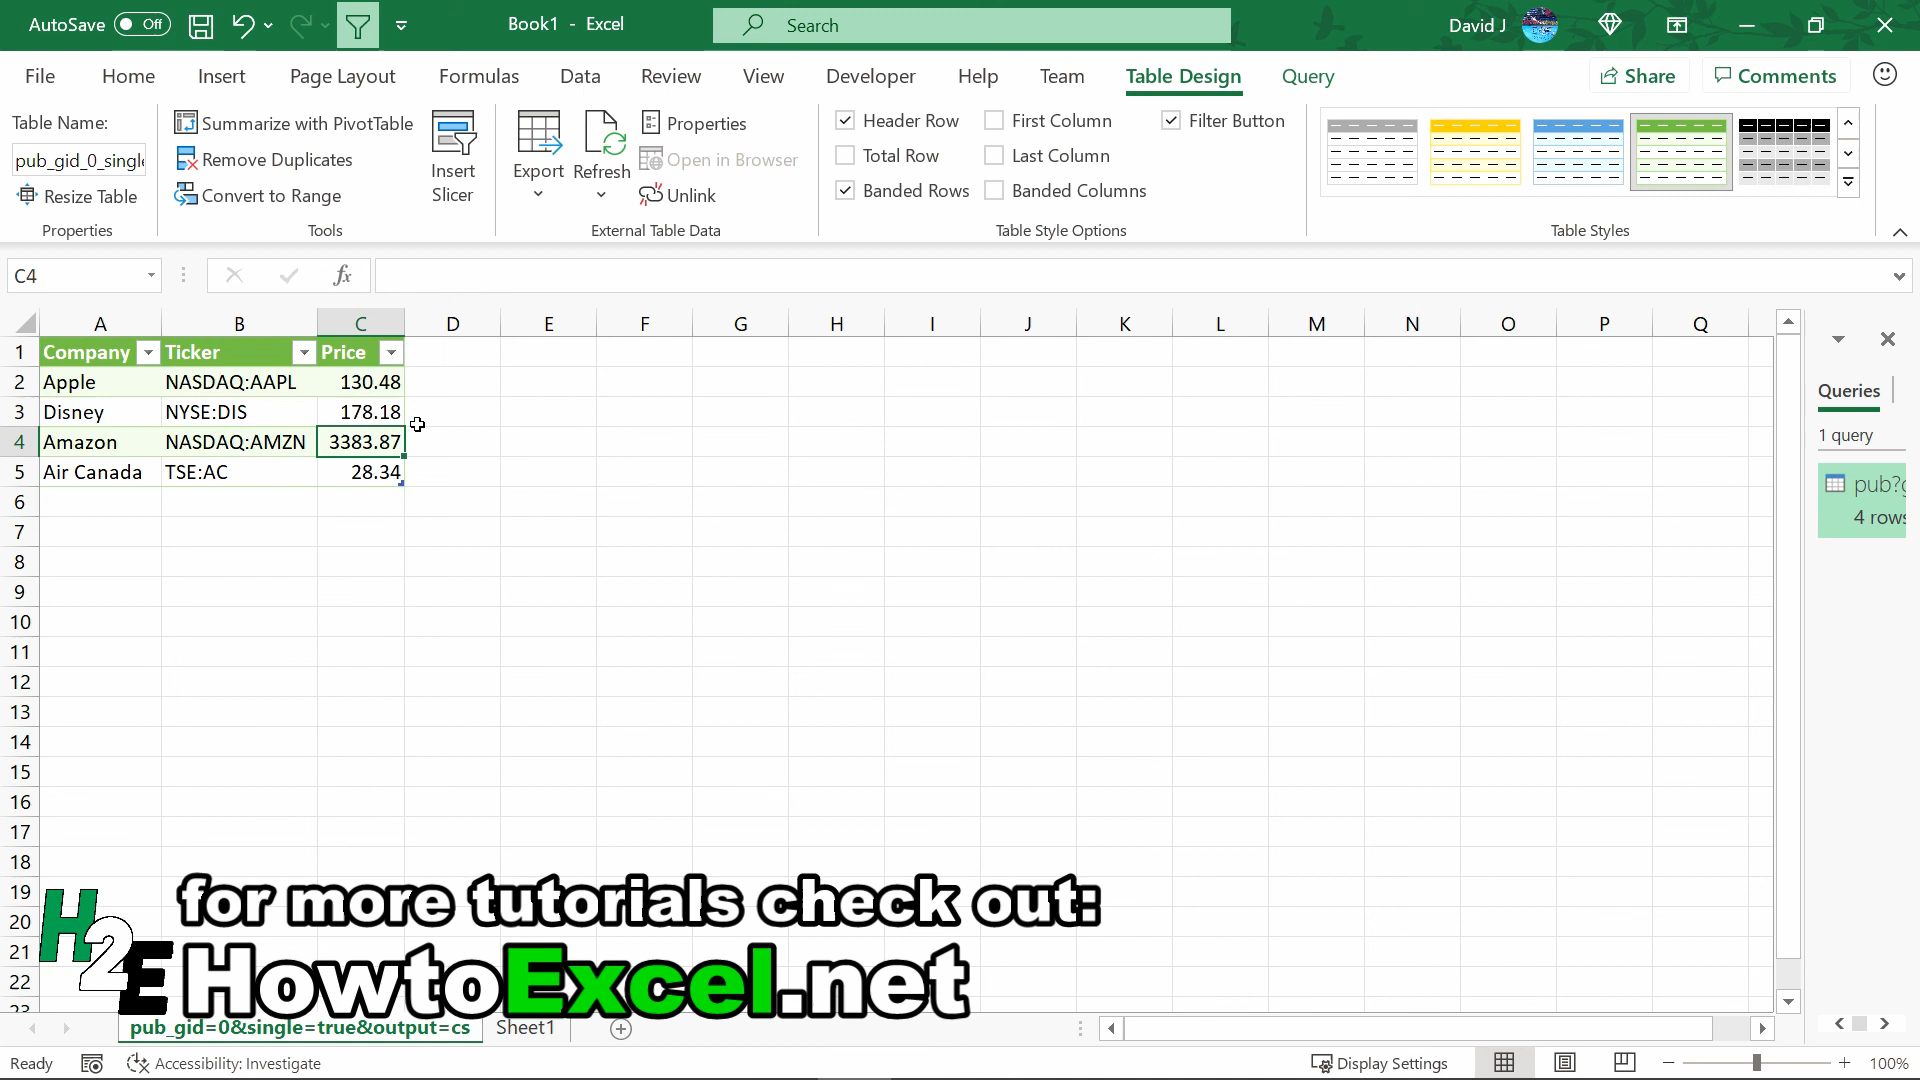 AutoSave Off Book1 - Excel Search David J
File Home Insert Page Layout Formulas Data Review View Developer Help Team Table Design Query Share Comments
Table Name:
pub_gid_0_single
Resize Table
Properties
Summarize with PivotTable
Remove Duplicates
Convert to Range
Tools
Insert
Slicer
Export
Refresh
Properties
Open in Browser
Unlink
External Table Data
Header Row First Column Filter Button
Total Row Last Column
Banded Rows Banded Columns
Table Style Options
Table Styles
C4 fx
A B C D E F G H I J K L M N O P Q
1 Company Ticker Price
2 Apple NASDAQ:AAPL 130.48
3 Disney NYSE:DIS 178.18
4 Amazon NASDAQ:AMZN 3383.87
5 Air Canada TSE:AC 28.34
6
7
8
9
10
11
12
13
14
15
16
17
18
19
20
21
22
23
Queries
1 query
pub?g
4 rows
H2E
for more tutorials check out:
HowtoExcel.net
pub_gid=0&single=true&output=cs Sheet1
Ready Accessibility: Investigate Display Settings 100%